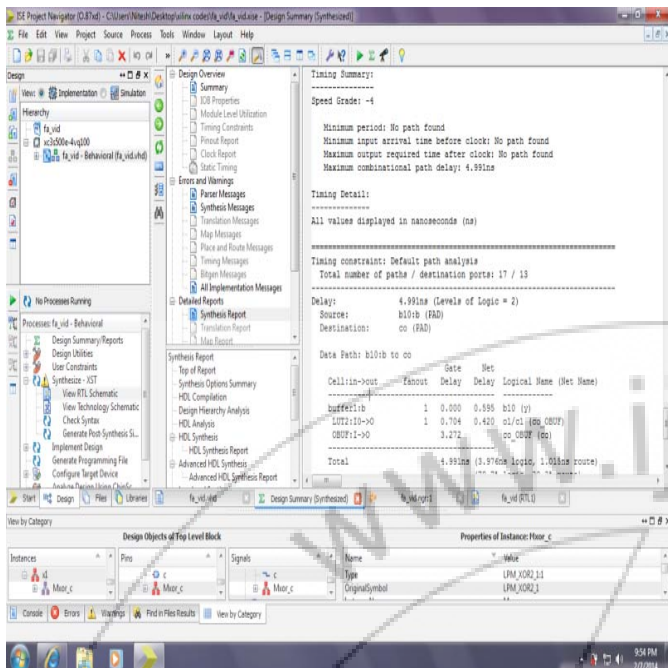 ISE Project Navigator (O.87xd) - C:\Users\Nitesh\Desktop\xilinx codes\fa_vid\fa_vid.xise - [Design Summary (Synthesized)]
File Edit View Project Source Process Tools Window Layout Help
Design
View: Implementation Simulation
Hierarchy
fa_vid
xc3s500e-4vq100
fa_vid - Behavioral (fa_vid.vhd)
No Processes Running
Processes: fa_vid - Behavioral
Design Summary/Reports
Design Utilities
User Constraints
Synthesize - XST
View RTL Schematic
View Technology Schematic
Check Syntax
Generate Post-Synthesis Si...
Implement Design
Generate Programming File
Configure Target Device
Analyze Design Using ChipSc...
Start Design Files Libraries
Design Overview
Summary
IOB Properties
Module Level Utilization
Timing Constraints
Pinout Report
Clock Report
Static Timing
Errors and Warnings
Parser Messages
Synthesis Messages
Translation Messages
Map Messages
Place and Route Messages
Timing Messages
Bitgen Messages
All Implementation Messages
Detailed Reports
Synthesis Report
Translation Report
Map Report
Synthesis Report
Top of Report
Synthesis Options Summary
HDL Compilation
Design Hierarchy Analysis
HDL Analysis
HDL Synthesis
HDL Synthesis Report
Advanced HDL Synthesis
Advanced HDL Synthesis Report
Timing Summary:
---------------
Speed Grade: -4
Minimum period: No path found
Minimum input arrival time before clock: No path found
Maximum output required time after clock: No path found
Maximum combinational path delay: 4.991ns
Timing Detail:
--------------
All values displayed in nanoseconds (ns)
Timing constraint: Default path analysis
Total number of paths / destination ports: 17 / 13
Delay: 4.991ns (Levels of Logic = 2)
Source: b10:b (PAD)
Destination: co (PAD)
Data Path: b10:b to co
Gate Net
Cell:in->out fanout Delay Delay Logical Name (Net Name)
buffer1:b 1 0.000 0.595 b10 (y)
LUT2:I0->O 1 0.704 0.420 o1/c1 (co_OBUF)
OBUF:I->O 3.272 co_OBUF (co)
Total 4.991ns (3.976ns logic, 1.015ns route)
fa_vid.vhd Design Summary (Synthesized) fa_vid.ngr:1 fa_vid (RTL1)
View by Category
Design Objects of Top Level Block Properties of Instance: Mxor_c
Instances Pins Signals Name Value
x1 c c Type LPM_XOR2_1:1
Mxor_c Mxor_c Mxor_c OriginalSymbol LPM_XOR2_1
Console Errors Warnings Find in Files Results View by Category
9:54 PM
www.ij